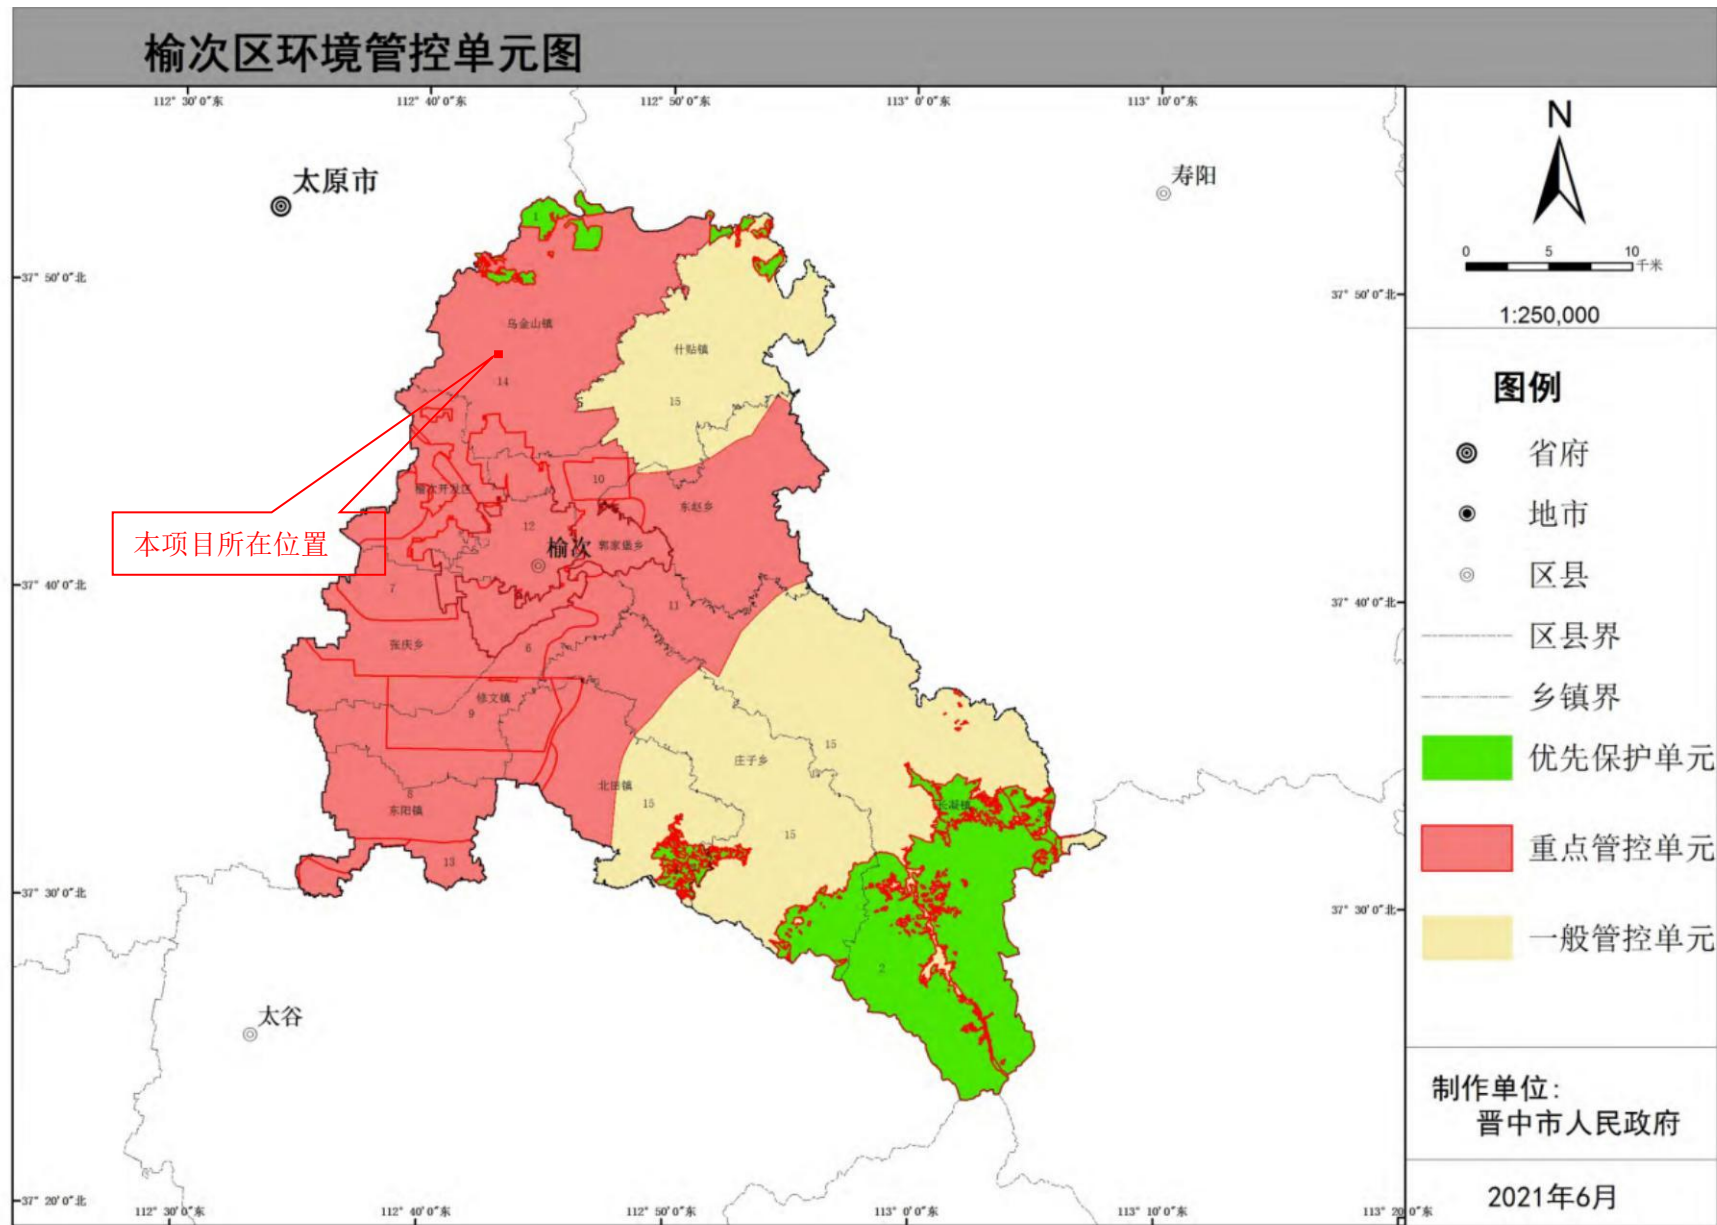 榆次区环境管控单元图
112° 30′0″东
112° 40′0″东
112° 50′0″东
113° 0′0″东
113° 10′0″东
N
太原市
寿阳
0 5 10
千米
1:250,000
37° 50′0″北
37° 50′0″北
1
乌金山镇
什贴镇
14
15
图例
省府
地市
区县
区县界
乡镇界
优先保护单元
重点管控单元
一般管控单元
榆次开发区
10
东赵乡
12
本项目所在位置
榆次
郭家堡乡
37° 40′0″北
37° 40′0″北
7
11
张庆乡
6
修文镇
9
15
庄子乡
北田镇
8
东阳镇
15
长凝镇
15
13
37° 30′0″北
37° 30′0″北
2
太谷
制作单位:
晋中市人民政府
2021年6月
37° 20′0″北
112° 30′0″东
112° 40′0″东
112° 50′0″东
113° 0′0″东
113° 10′0″东
113° 20′0″东